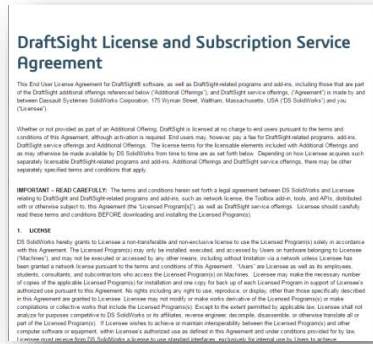 DraftSight License and Subscription Service
Agreement
This End User License Agreement for DraftSight® software, as well as DraftSight-related programs and add-ins, including those that are part
of the DraftSight additional offerings referenced below ("Additional Offerings"), and DraftSight service offerings, ("Agreement") is made by and
between Dassault Systèmes SolidWorks Corporation, 175 Wyman Street, Waltham, Massachusetts, USA ("DS SolidWorks") and you
("Licensee").
Whether or not provided as part of an Additional Offering, DraftSight is licensed at no charge to end users pursuant to the terms and
conditions of this Agreement, although activation is required. End users may, however, pay a fee for DraftSight-related programs, add-ins,
DraftSight service offerings and Additional Offerings. The license terms for the licensable elements included with Additional Offerings and
as may otherwise be made available by DS SolidWorks from time to time are as set forth below. Depending on how Licensee acquires such
separately licensable DraftSight-related programs and add-ins, Additional Offerings and DraftSight service offerings, there may be other
separately specified terms and conditions that apply.
IMPORTANT – READ CAREFULLY: The terms and conditions herein set forth a legal agreement between DS SolidWorks and Licensee
relating to DraftSight and DraftSight-related programs and add-ins, such as network license, the Toolbox add-in, tools, and APIs, distributed
with or otherwise subject to, this Agreement (the "Licensed Program[s]"), as well as DraftSight service offerings. Licensee should carefully
read these terms and conditions BEFORE downloading and installing the Licensed Program(s).
1. LICENSE
DS SolidWorks hereby grants to Licensee a non-transferable and non-exclusive license to use the Licensed Program(s) solely in accordance
with this Agreement. The Licensed Program(s) may only be installed, executed, and accessed by Users on hardware belonging to Licensee
("Machines"), and may not be executed or accessed by any other means, including without limitation via a network unless Licensee has
been granted a network license pursuant to the terms and conditions of this Agreement. "Users" are Licensee as well as its employees,
students, consultants, and subcontractors who access the Licensed Program(s) on Machines. Licensee may make the necessary number
of copies of the applicable Licensed Program(s) for installation and one copy for back up of each Licensed Program in support of Licensee's
authorized use pursuant to this Agreement. No rights including any right to use, reproduce, or display, other than those specifically described
in this Agreement are granted to Licensee. Licensee may not modify or make works derivative of the Licensed Program(s) or make
compilations or collective works that include the Licensed Program(s). Except to the extent permitted by applicable law, Licensee shall not
analyze for purposes competitive to DS SolidWorks or its affiliates, reverse engineer, decompile, disassemble, or otherwise translate all or
part of the Licensed Program(s). If Licensee wishes to achieve or maintain interoperability between the Licensed Program(s) and other
computer software or equipment, within Licensee's authorized use as defined in this Agreement and under conditions provided for by law,
Licensee must receive from DS SolidWorks a license to use standard interfaces, exclusively for internal use by Users to achieve